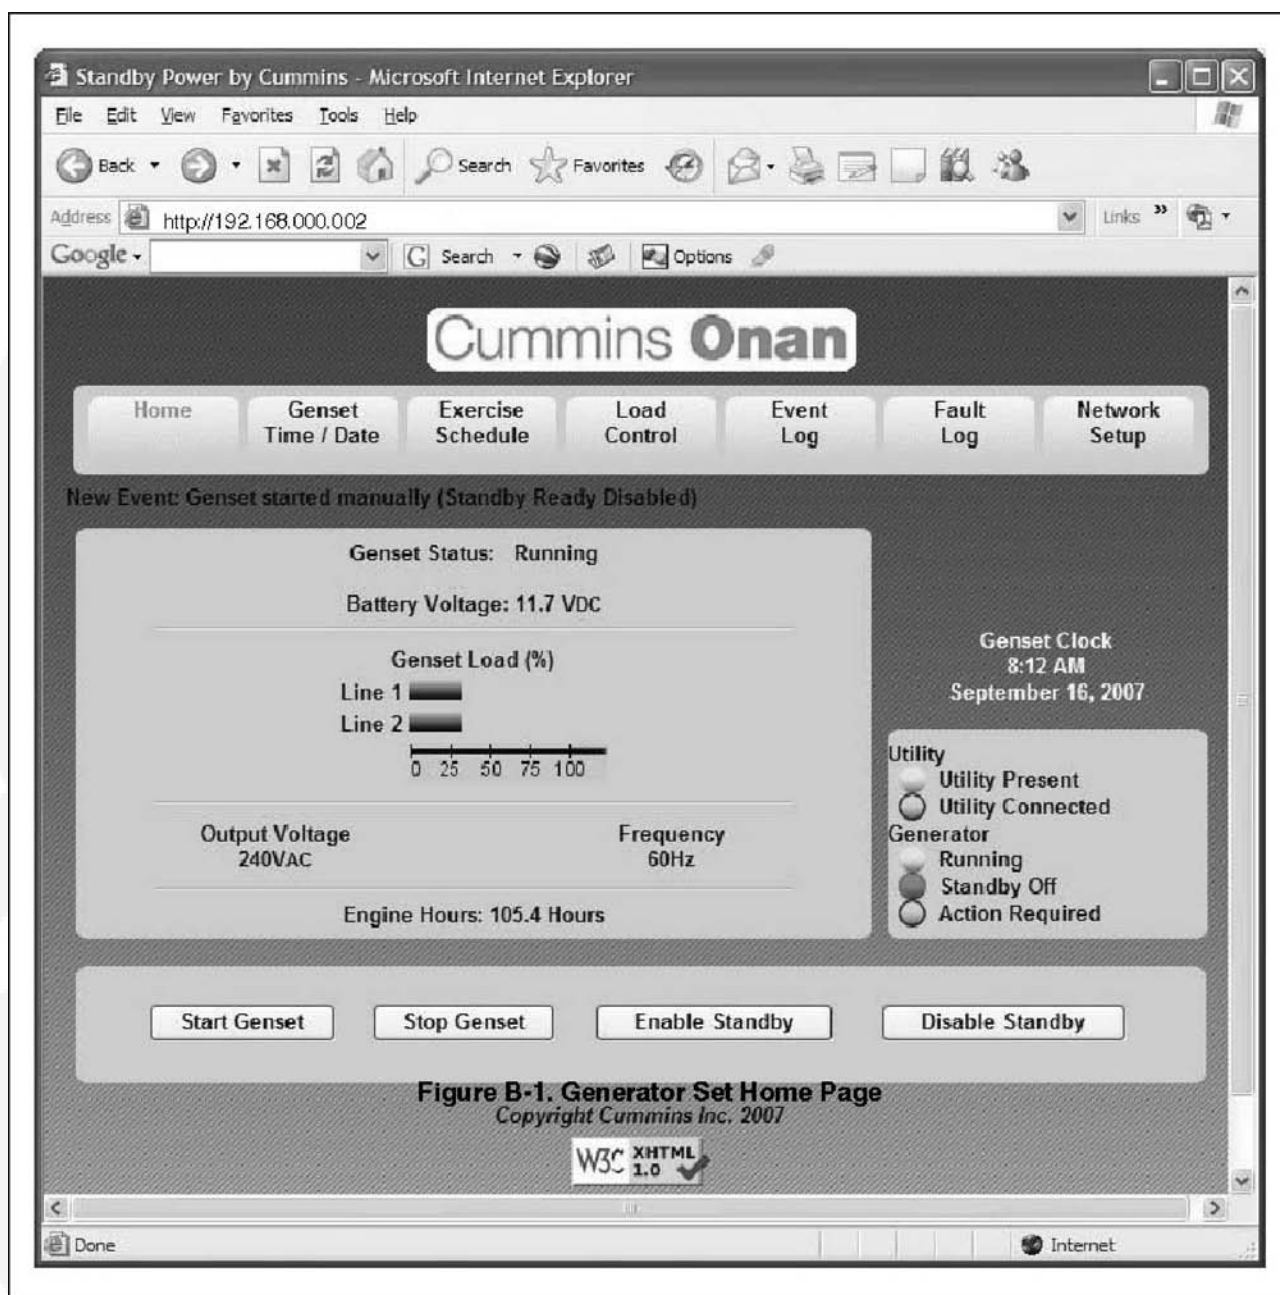 Standby Power by Cummins - Microsoft Internet Explorer
File Edit View Favorites Tools Help
Back Search Favorites
Address http://192.168.000.002 Links »
Google G Search Options
Cummins Onan
Home Genset Time / Date Exercise Schedule Load Control Event Log Fault Log Network Setup
New Event: Genset started manually (Standby Ready Disabled)
Genset Status: Running
Battery Voltage: 11.7 VDC
Genset Load (%)
Line 1
Line 2
0 25 50 75 100
Output Voltage
240VAC
Frequency
60Hz
Engine Hours: 105.4 Hours
Genset Clock
8:12 AM
September 16, 2007
Utility
Utility Present
Utility Connected
Generator
Running
Standby Off
Action Required
Start Genset Stop Genset Enable Standby Disable Standby
Figure B-1. Generator Set Home Page
Copyright Cummins Inc. 2007
W3C XHTML 1.0
Done Internet